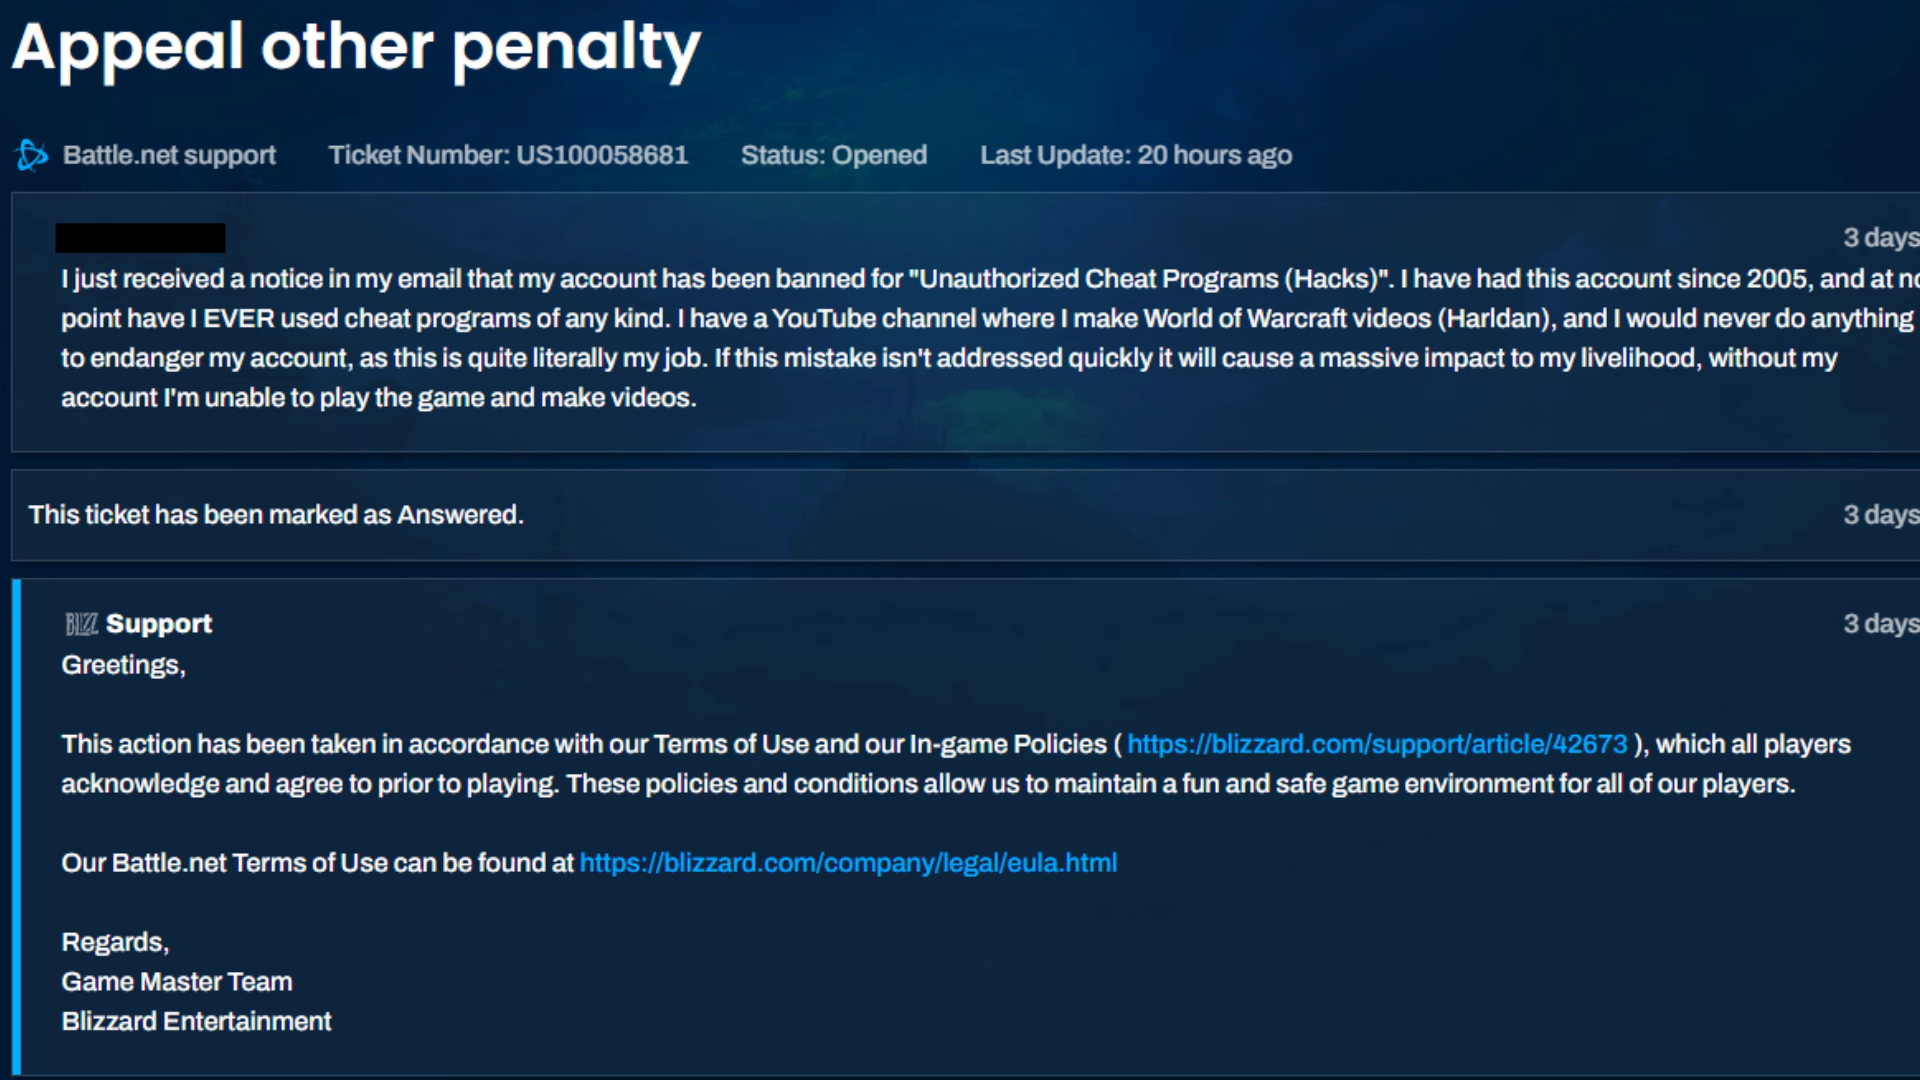 Appeal other penalty
Battle.net support Ticket Number: US100058681 Status: Opened Last Update: 20 hours ago
3 days
I just received a notice in my email that my account has been banned for "Unauthorized Cheat Programs (Hacks)". I have had this account since 2005, and at no
point have I EVER used cheat programs of any kind. I have a YouTube channel where I make World of Warcraft videos (Harldan), and I would never do anything
to endanger my account, as this is quite literally my job. If this mistake isn't addressed quickly it will cause a massive impact to my livelihood, without my
account I'm unable to play the game and make videos.
This ticket has been marked as Answered. 3 days
BLIZZ Support 3 days
Greetings,
This action has been taken in accordance with our Terms of Use and our In-game Policies ( https://blizzard.com/support/article/42673 ), which all players
acknowledge and agree to prior to playing. These policies and conditions allow us to maintain a fun and safe game environment for all of our players.
Our Battle.net Terms of Use can be found at https://blizzard.com/company/legal/eula.html
Regards,
Game Master Team
Blizzard Entertainment